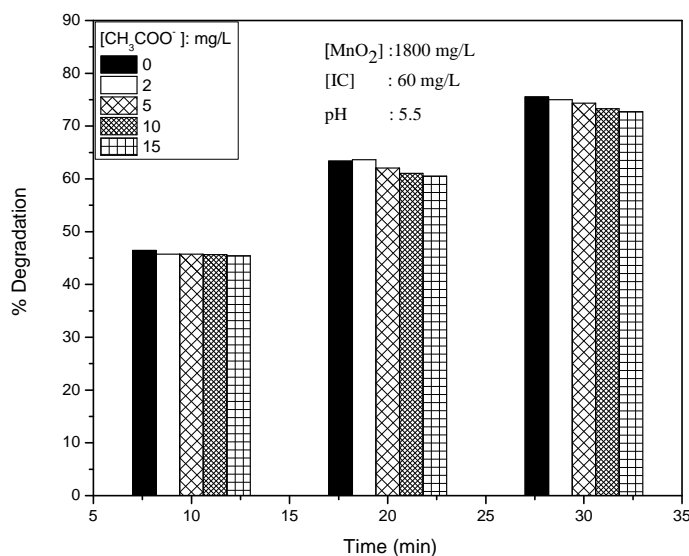 [CH₃COO⁻ ]: mg/L
0
2
5
10
15
[MnO₂] :1800 mg/L
[IC] : 60 mg/L
pH : 5.5
% Degradation
90
80
70
60
50
40
30
20
10
0
5 10 15 20 25 30 35
Time (min)